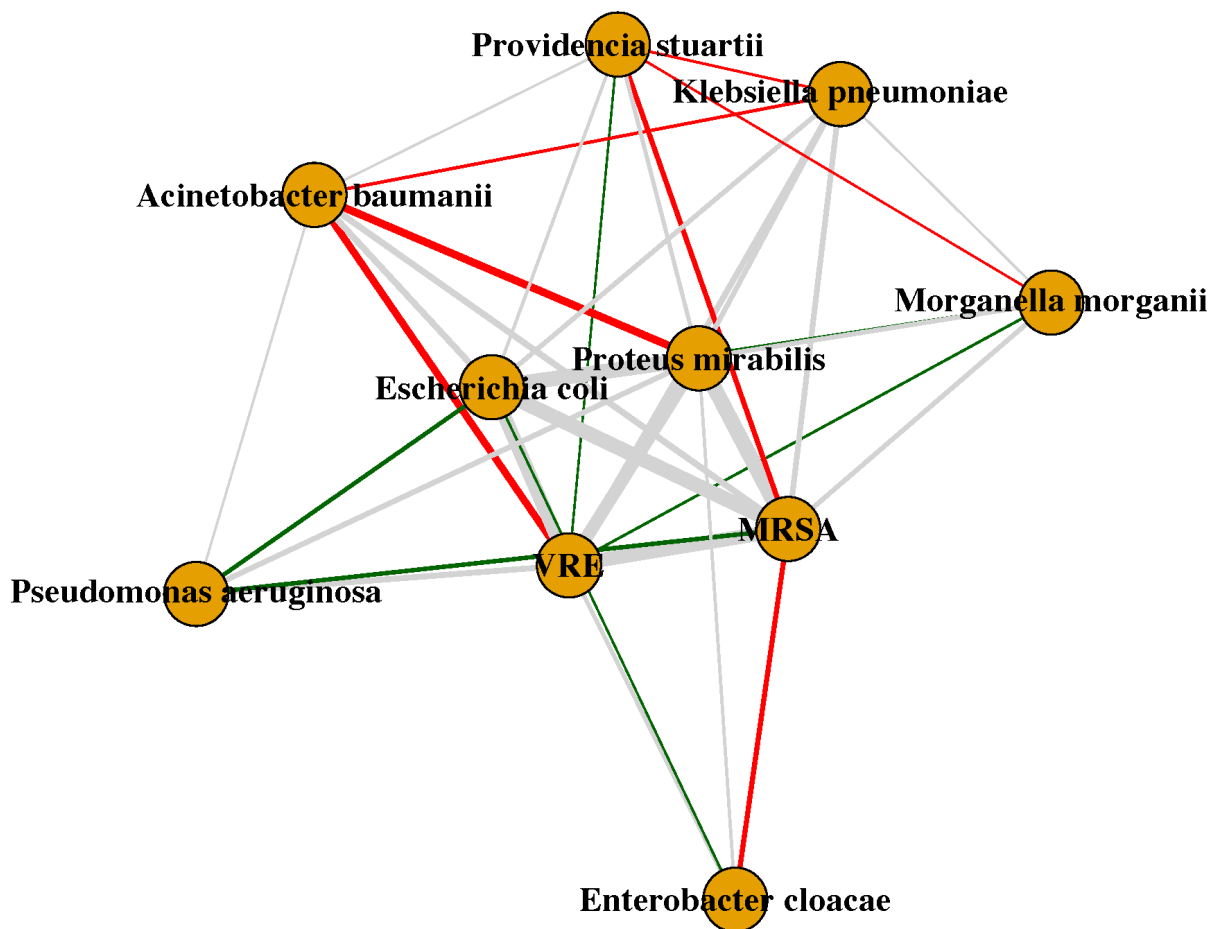 Providencia stuartii
Klebsiella pneumoniae
Acinetobacter baumanii
Morganella morganii
Proteus mirabilis
Escherichia coli
MRSA
VRE
Pseudomonas aeruginosa
Enterobacter cloacae